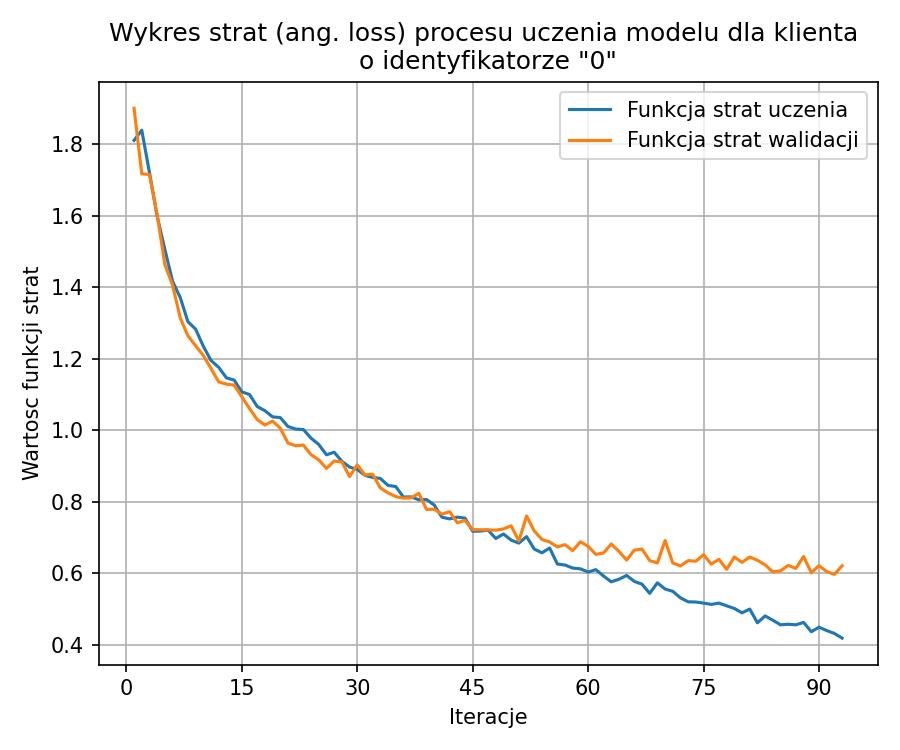 Wykres strat (ang. loss) procesu uczenia modelu dla klienta
o identyfikatorze "0"
Funkcja strat uczenia
Funkcja strat walidacji
1.8
1.6
1.4
1.2
1.0
0.8
0.6
0.4
Wartosc funkcji strat
0 15 30 45 60 75 90
Iteracje